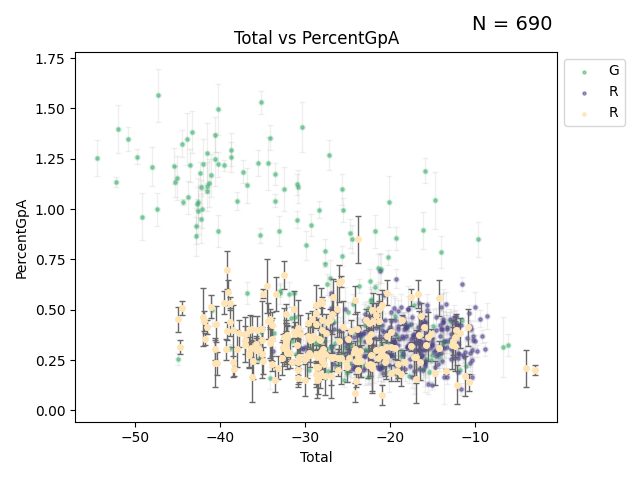 N = 690
Total vs PercentGpA
G
R
R
PercentGpA
1.75
1.50
1.25
1.00
0.75
0.50
0.25
0.00
−50
−40
−30
−20
−10
Total